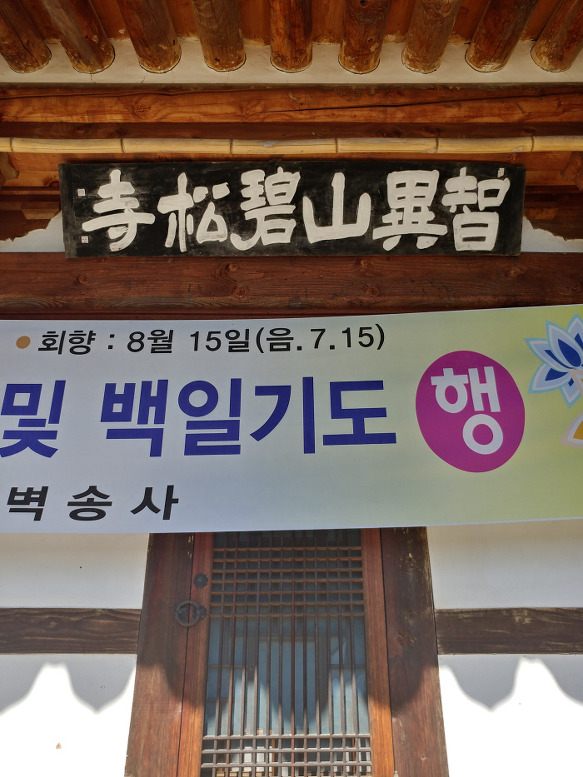 智異山碧松寺
회향 : 8월 15일(음.7.15)
및 백일기도 행
벽송사